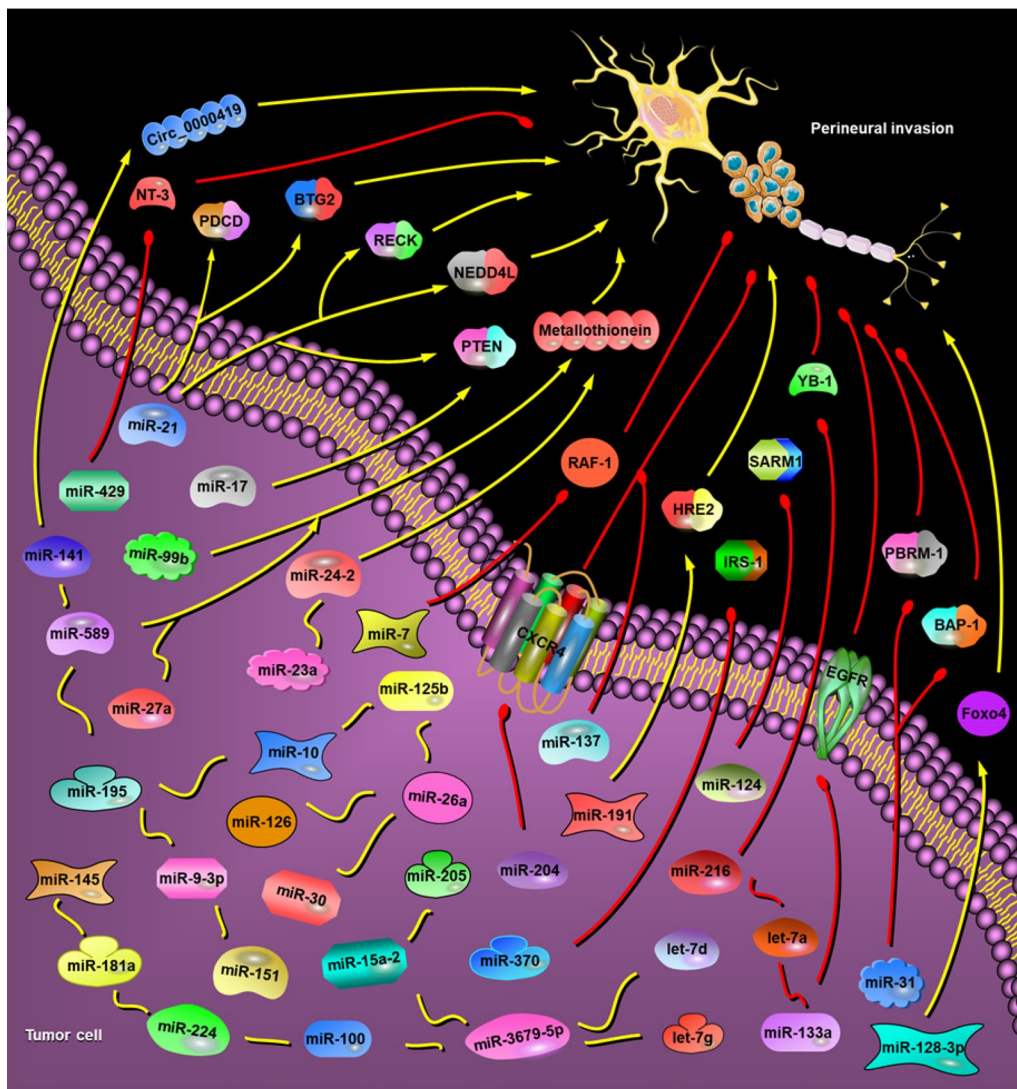 Circ_0000419
Perineural invasion
NT-3
BTG2
PDCD
RECK
NEDD4L
Metallothionein
PTEN
YB-1
miR-21
RAF-1
SARM1
miR-429
miR-17
HRE2
miR-141
miR-99b
miR-24-2
IRS-1
PBRM-1
miR-589
miR-7
CXCR4
BAP-1
miR-23a
EGFR
miR-125b
miR-27a
Foxo4
miR-10
miR-137
miR-195
miR-124
miR-26a
miR-126
miR-191
miR-145
miR-9-3p
miR-205
miR-204
miR-216
miR-30
let-7d
let-7a
miR-181a
miR-151
miR-15a-2
miR-370
miR-31
miR-224
Tumor cell
miR-100
miR-3679-5p
let-7g
miR-133a
miR-128-3p